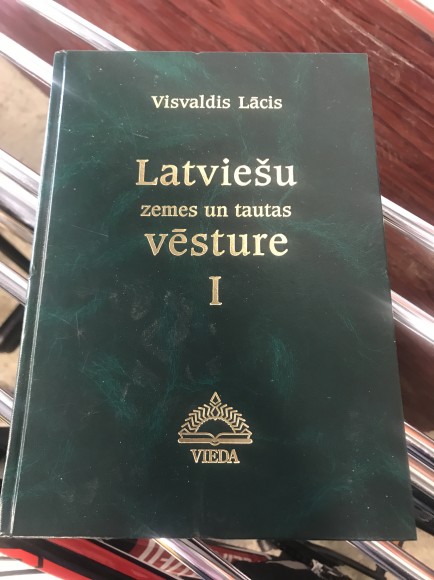 Visvaldis Lācis
Latviešu
zemes un tautas
vēsture
I
VIEDA